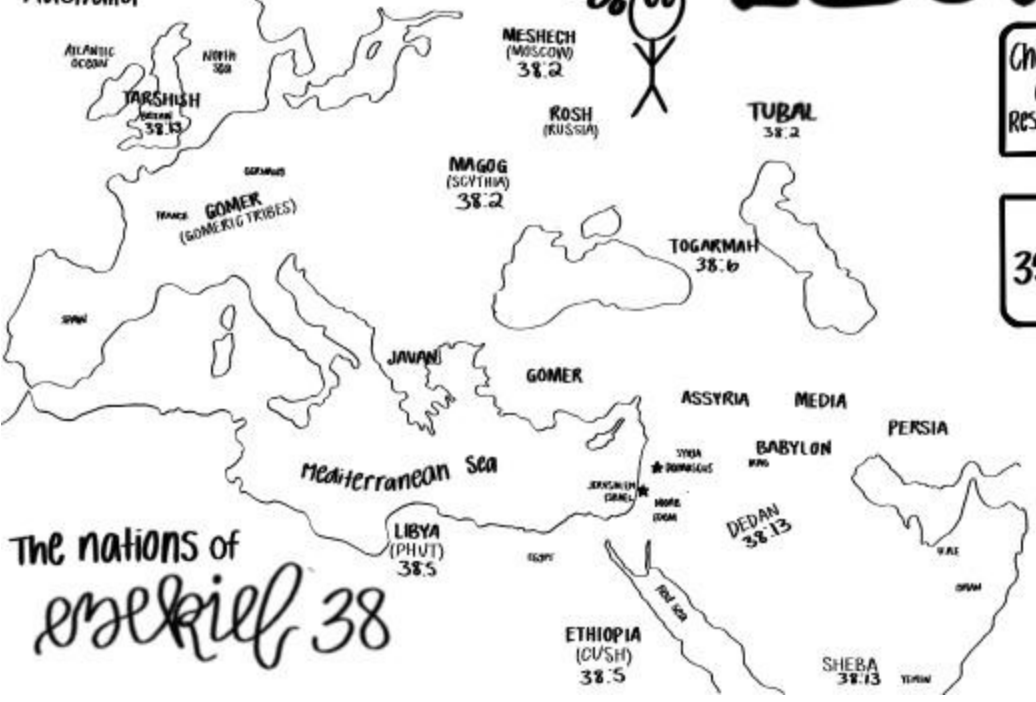 ATLANTIC
OCEAN
NORTH
SEA
MESHECH
(MOSCOW)
38:2
TARSHISH
38:13
ROSH
(RUSSIA)
TUBAL
38:2
GERMANY
MAGOG
(SCYTHIA)
38:2
FRANCE
GOMER
(GOMERIC TRIBES)
TOGARMAH
38:6
SPAIN
JAVAN
GOMER
ASSYRIA
MEDIA
PERSIA
BABYLON
IRAQ
SYRIA
DAMASCUS
Mediterranean Sea
JERUSALEM
ISRAEL
MOAB
EDOM
DEDAN
38:13
LIBYA
(PHUT)
38:5
EGYPT
U.A.E
OMAN
Red Sea
The nations of
ezekiel 38
ETHIOPIA
(CUSH)
38:5
SHEBA
38:13
YEMEN